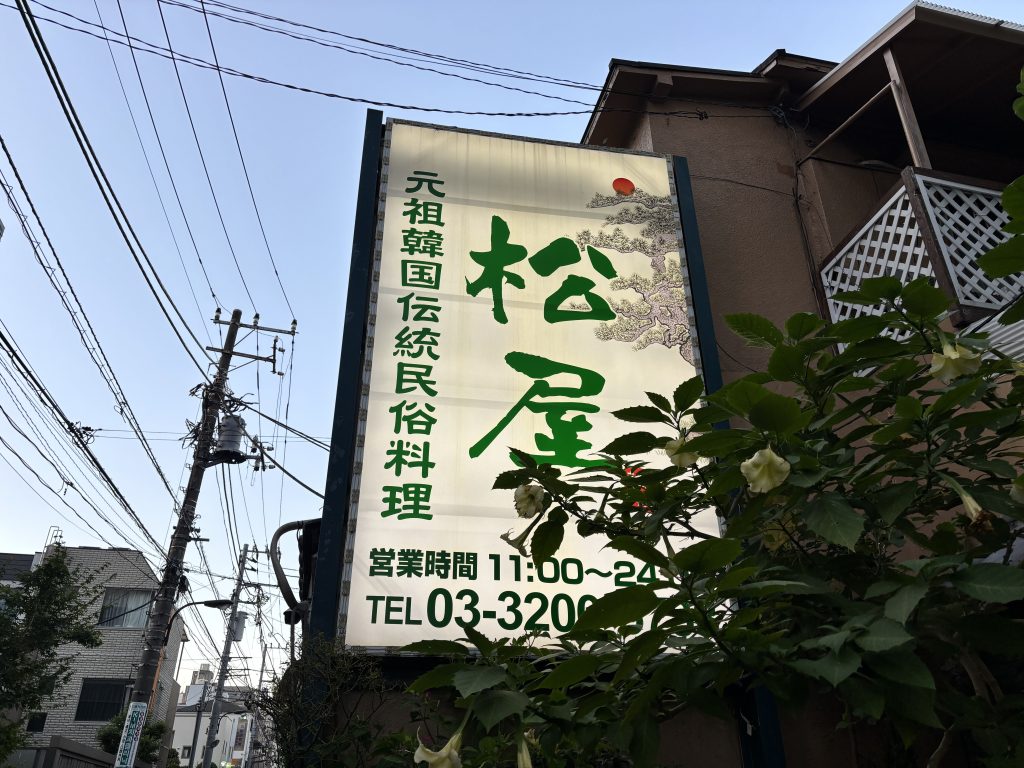 元祖韓国伝統民俗料理
松屋
営業時間 11:00～24
TEL 03-3200